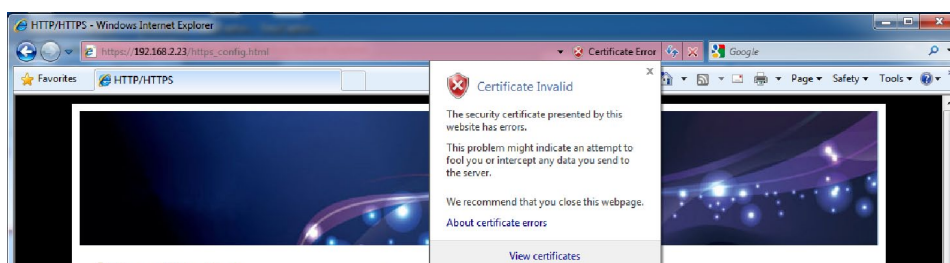 HTTP/HTTPS - Windows Internet Explorer
https://192.168.2.23/https_config.html Certificate Error Google
Favorites HTTP/HTTPS Page Safety Tools
Certificate Invalid
The security certificate presented by this
website has errors.
This problem might indicate an attempt to
fool you or intercept any data you send to
the server.
We recommend that you close this webpage.
About certificate errors
View certificates